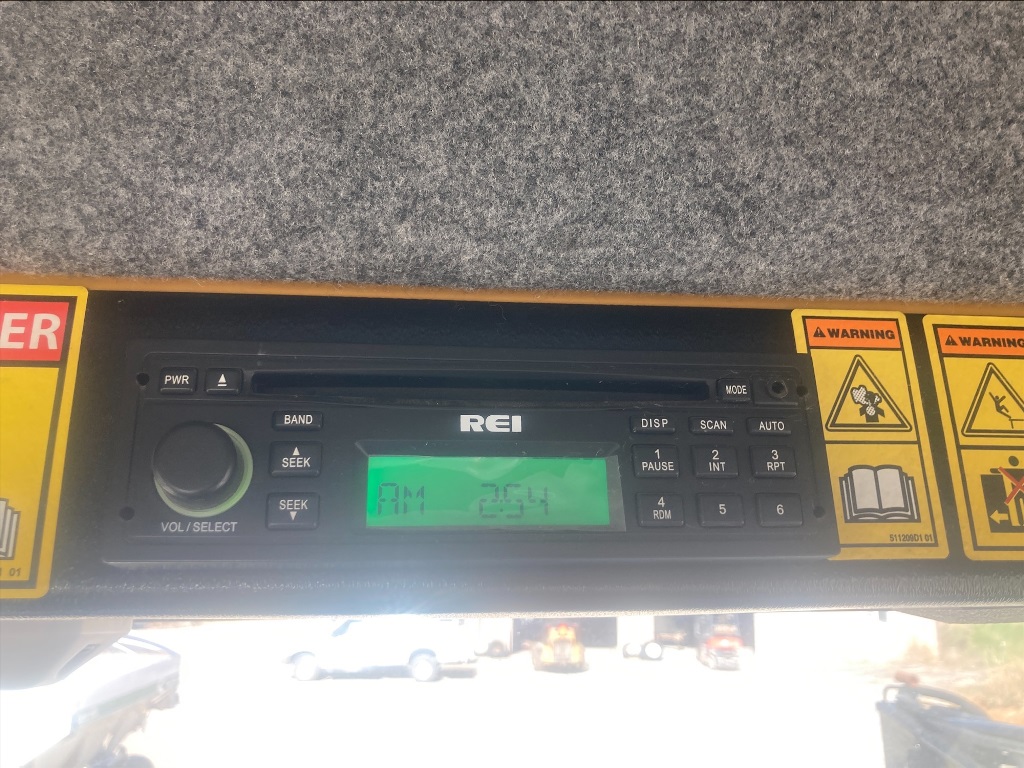 ER
PWR
MODE
BAND
REI
DISP
SCAN
AUTO
SEEK
1
PAUSE
2
INT
3
RPT
AM 2:54
SEEK
4
RDM
5
6
VOL / SELECT
01
WARNING
511209D1 01
WARNING